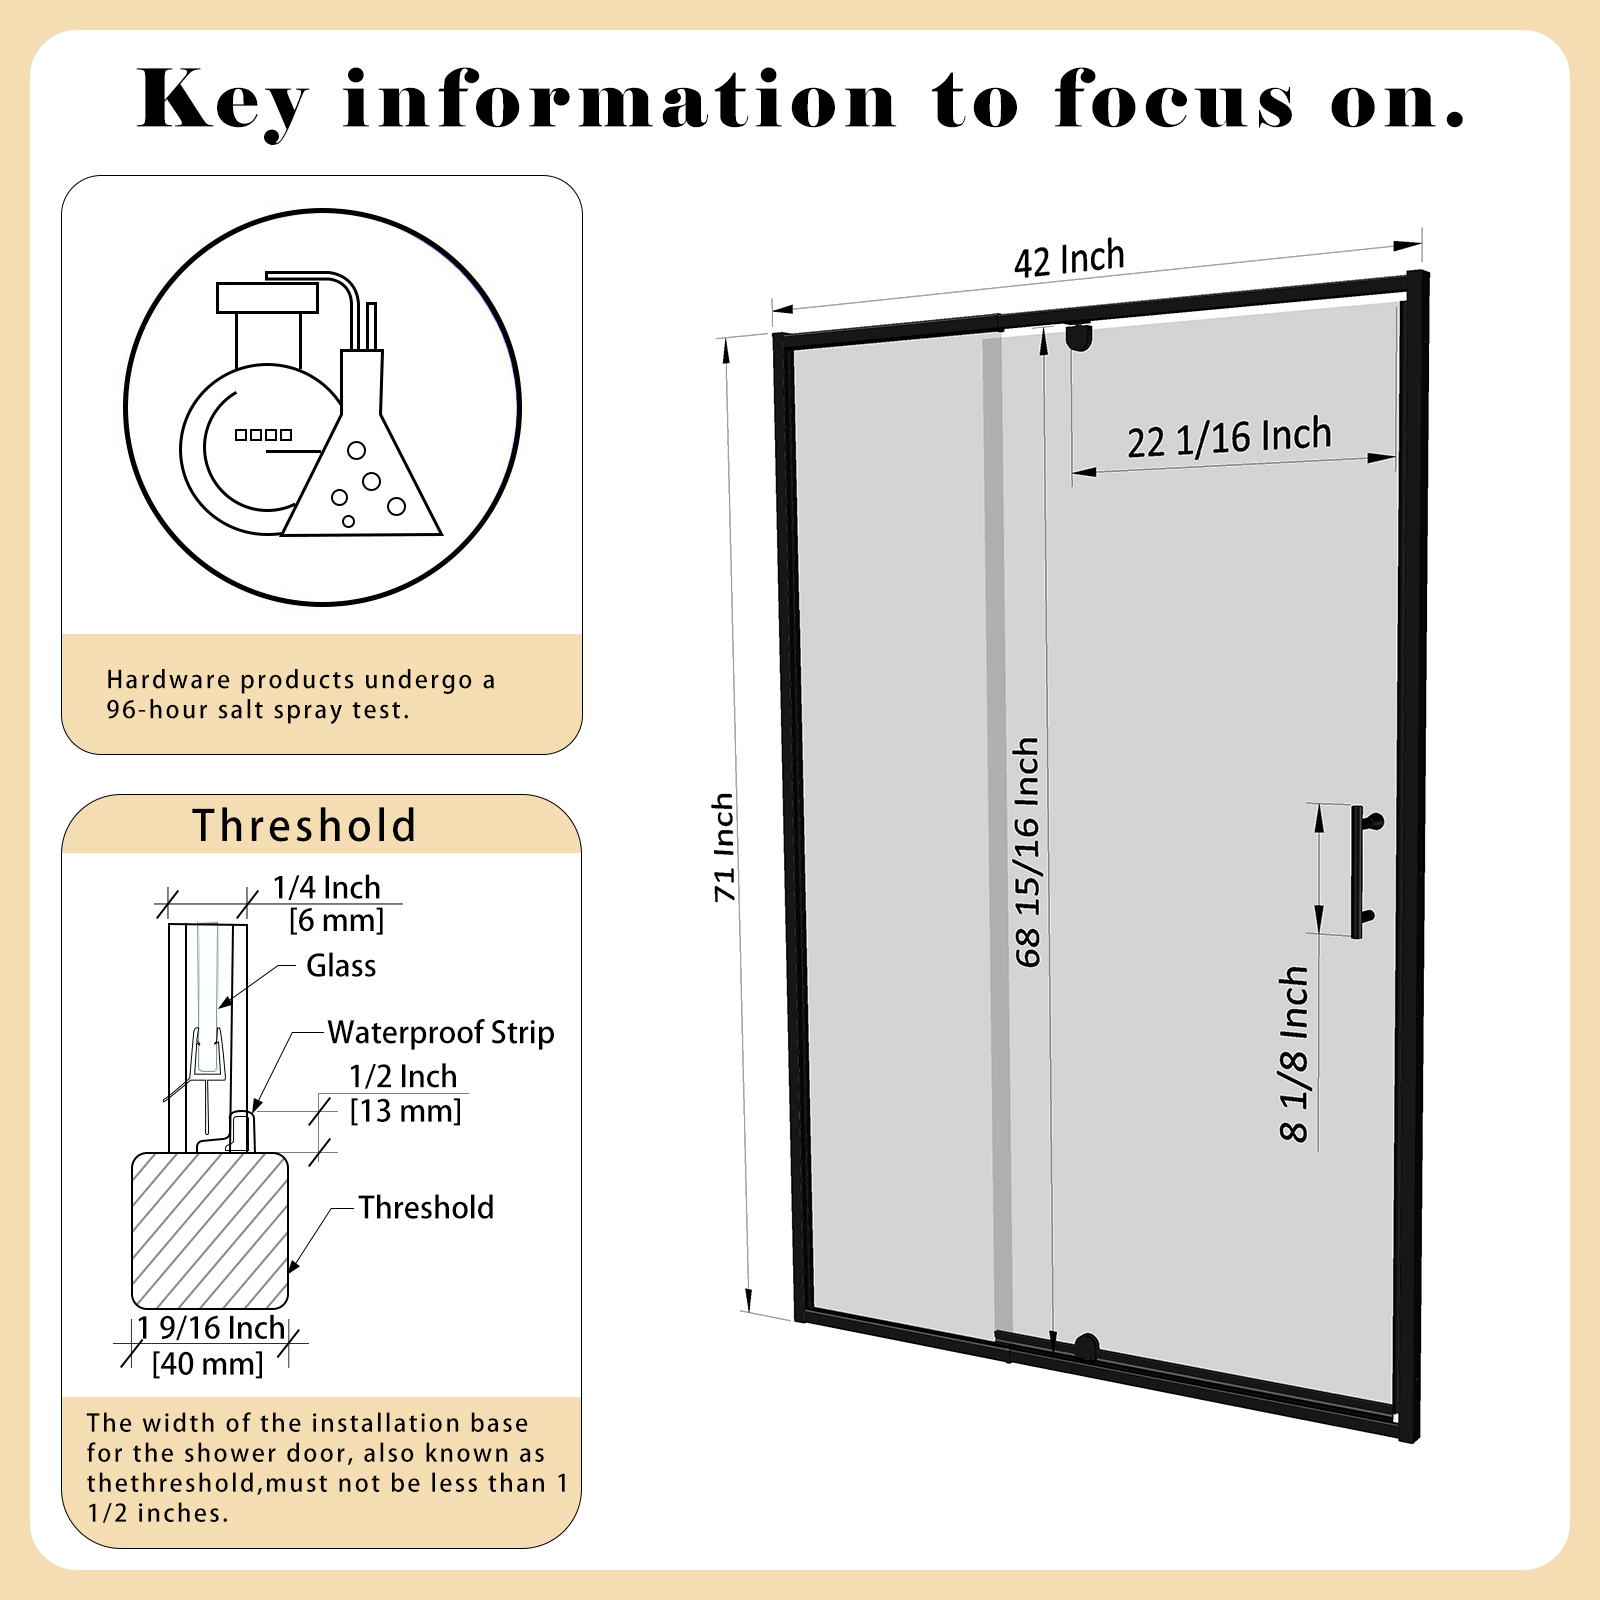 Key information to focus on.
Hardware products undergo a
96-hour salt spray test.
Threshold
1/4 Inch
[6 mm]
Glass
Waterproof Strip
1/2 Inch
[13 mm]
Threshold
1 9/16 Inch
[40 mm]
The width of the installation base
for the shower door, also known as
thethreshold,must not be less than 1
1/2 inches.
42 Inch
22 1/16 Inch
71 Inch
68 15/16 Inch
8 1/8 Inch